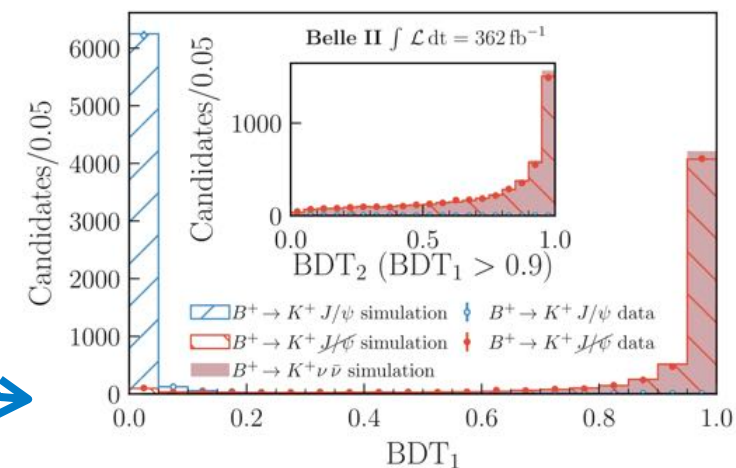 Belle II ∫ ℒ dt = 362 fb⁻¹
Candidates/0.05
6000
5000
4000
3000
2000
1000
0
Candidates/0.05
1000
0
0.0 0.5 1.0
BDT₂ (BDT₁ > 0.9)
B⁺ → K⁺ J/ψ simulation B⁺ → K⁺ J/ψ data
B⁺ → K⁺ J̸/̸ψ̸ simulation B⁺ → K⁺ J̸/̸ψ̸ data
B⁺ → K⁺ ν ν̄ simulation
0.0 0.2 0.4 0.6 0.8 1.0
BDT₁